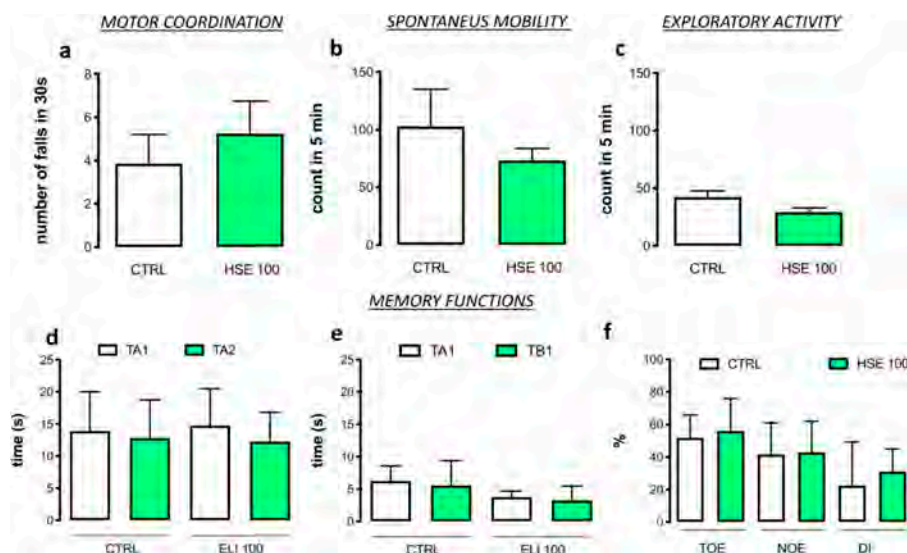 MOTOR COORDINATION
SPONTANEUS MOBILITY
EXPLORATORY ACTIVITY
a
number of falls in 30s
8
6
4
2
0
CTRL HSE 100
b
count in 5 min
150
100
50
0
CTRL HSE 100
c
count in 5 min
150
100
50
0
CTRL HSE 100
MEMORY FUNCTIONS
d
TA1 TA2
time (s)
25
20
15
10
5
0
CTRL ELI 100
e
TA1 TB1
time (s)
25
20
15
10
5
0
CTRL ELI 100
f
CTRL HSE 100
%
100
80
60
40
20
0
TOE NOE DI